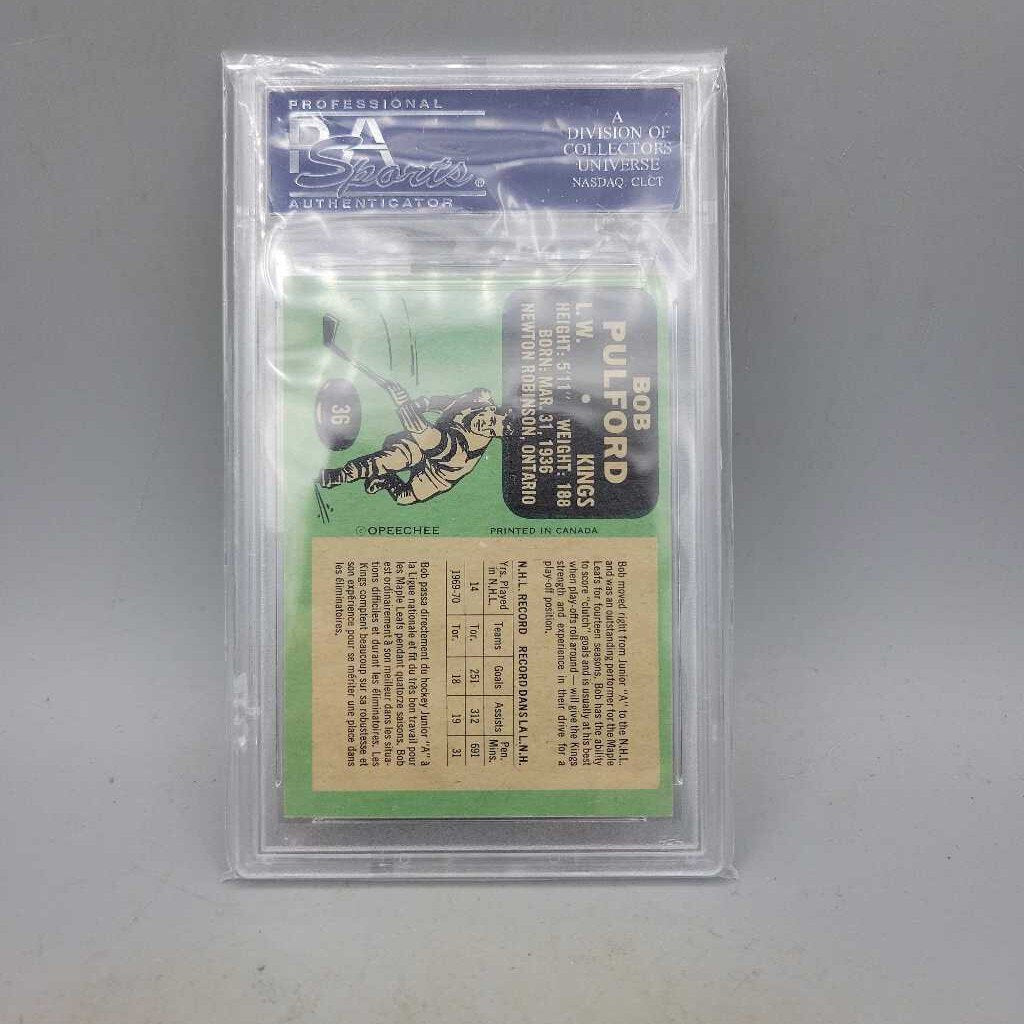 PROFESSIONAL
PSA
Sports®
AUTHENTICATOR
A
DIVISION OF
COLLECTORS
UNIVERSE
NASDAQ: CLCT
BOB
PULFORD
L.W. • KINGS
HEIGHT: 5'11" WEIGHT: 188
BORN: MAR. 31, 1936
NEWTON ROBINSON, ONTARIO
36
©OPEECHEE
PRINTED IN CANADA
Bob moved right from Junior "A" to the N.H.L.
and was an outstanding performer for the Maple
Leafs for fourteen seasons. Bob has the ability
to score "clutch" goals and is usually at his best
when play-offs roll around — will give the Kings
strength and experience in their drive for a
play-off position.
N.H.L. RECORD RECORD DANS LA L.N.H.
Yrs. Played in N.H.L. Teams Goals Assists Pen. Mins.
14 Tor. 251 312 691
1969-70 Tor. 18 19 31
Bob passa directement du hockey Junior "A" à
la Ligue nationale et fit du très bon travail pour
les Maple Leafs pendant quatorze saisons. Bob
est ordinairement à son meilleur dans les situa-
tions difficiles et durant les éliminatoires. Les
Kings comptent beaucoup sur sa robustesse et
son expérience pour se mériter une place dans
les éliminatoires.